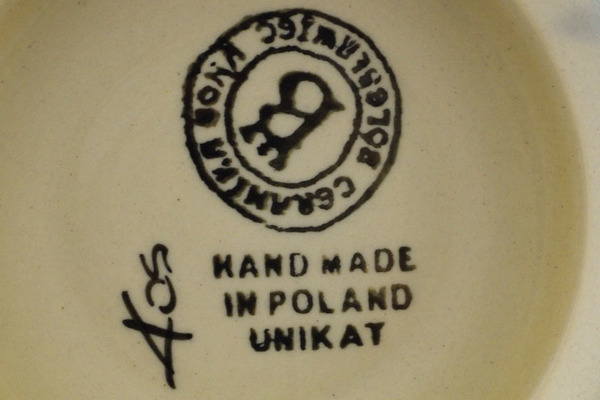 CERAMIKA
BOLESŁAWIEC
HAND MADE
IN POLAND
UNIKAT